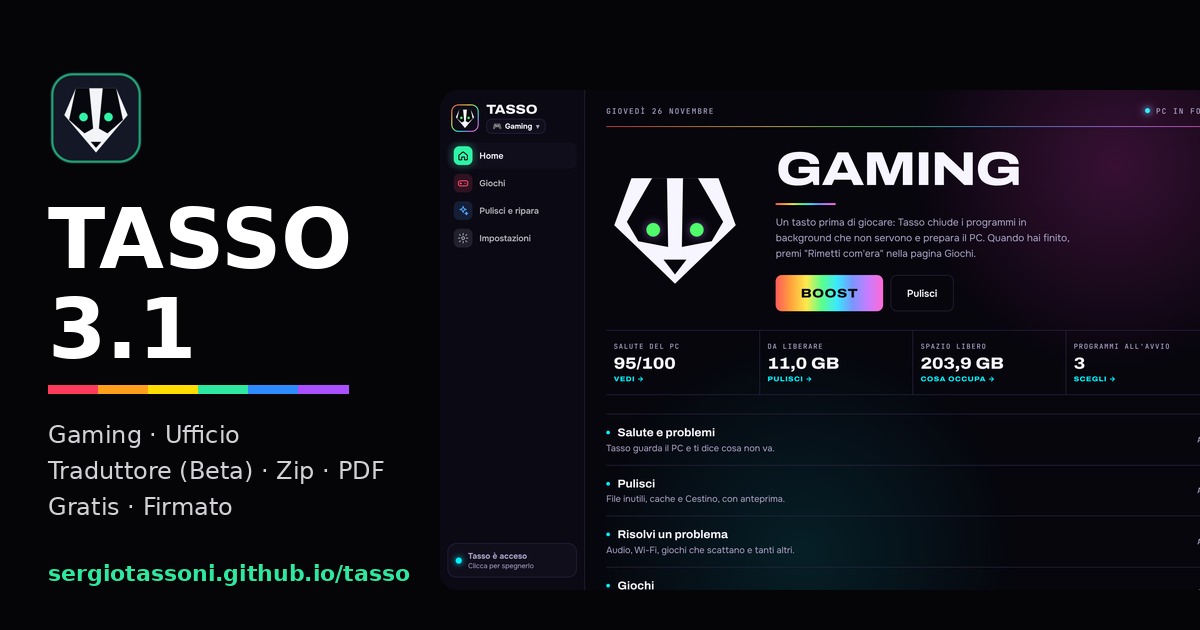 TASSO
3.1
Gaming · Ufficio
Traduttore (Beta) · Zip · PDF
Gratis · Firmato
sergiotassoni.github.io/tasso
TASSO
Gaming
Home
Giochi
Pulisci e ripara
Impostazioni
Tasso è acceso
Clicca per spegnerlo
GIOVEDÌ 26 NOVEMBRE
PC IN FO
GAMING
Un tasto prima di giocare: Tasso chiude i programmi in
background che non servono e prepara il PC. Quando hai finito,
premi "Rimetti com'era" nella pagina Giochi.
BOOST
Pulisci
SALUTE DEL PC
95/100
VEDI →
DA LIBERARE
11,0 GB
PULISCI →
SPAZIO LIBERO
203,9 GB
COSA OCCUPA →
PROGRAMMI ALL'AVVIO
3
SCEGLI →
Salute e problemi
Tasso guarda il PC e ti dice cosa non va.
Pulisci
File inutili, cache e Cestino, con anteprima.
Risolvi un problema
Audio, Wi-Fi, giochi che scattano e tanti altri.
Giochi